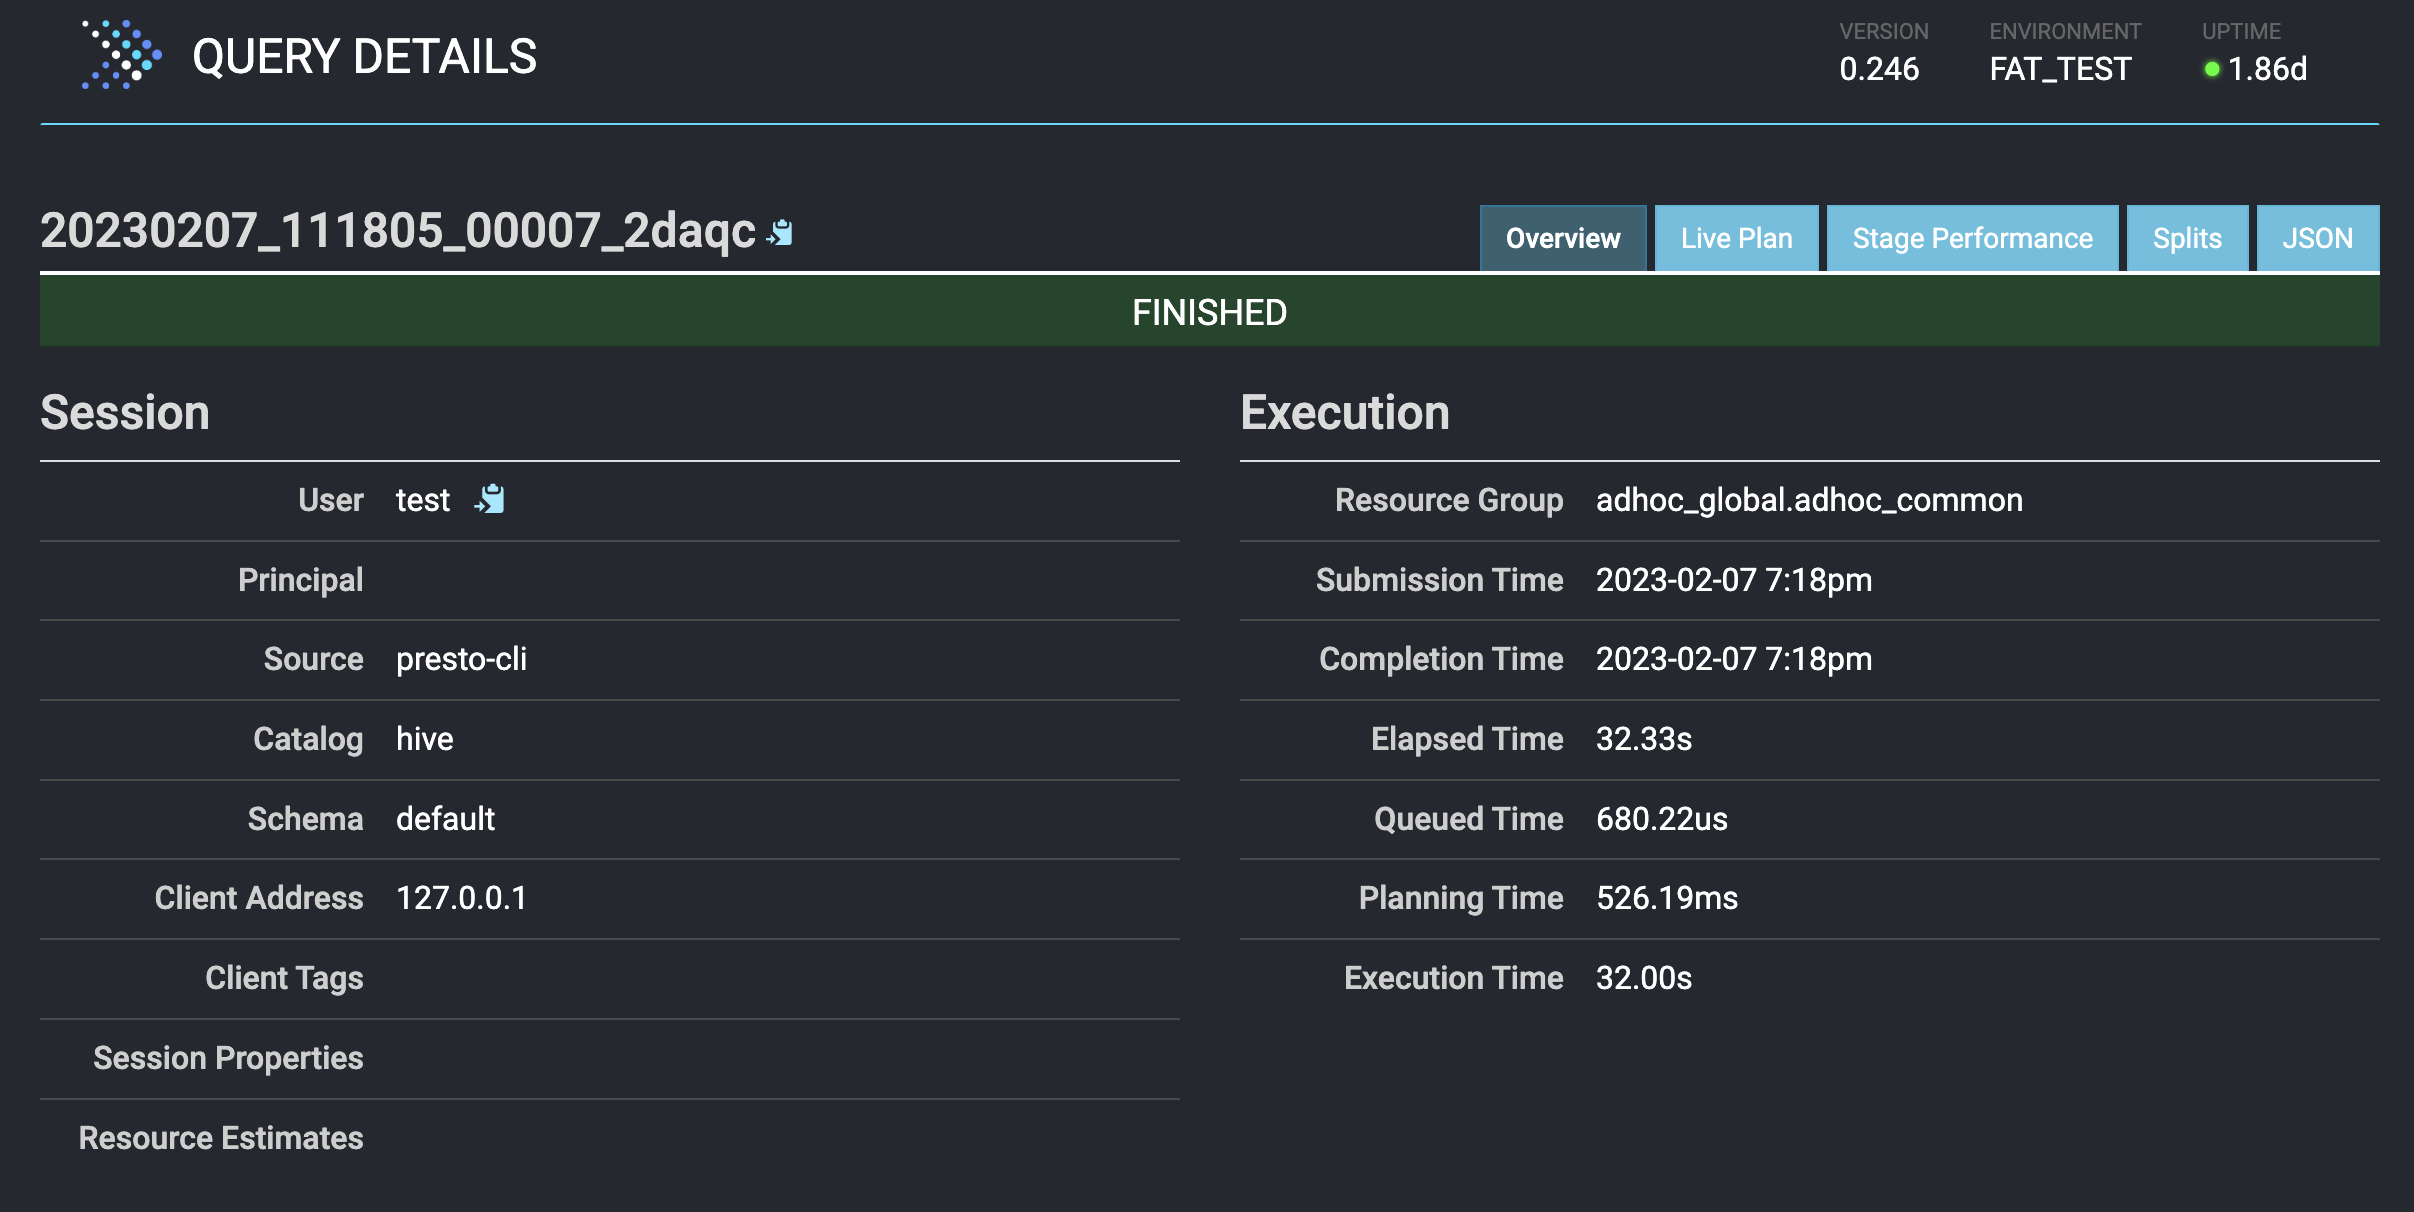 QUERY DETAILS
VERSION
0.246
ENVIRONMENT
FAT_TEST
UPTIME
1.86d
20230207_111805_00007_2daqc
Overview
Live Plan
Stage Performance
Splits
JSON
FINISHED
Session
User test
Principal
Source presto-cli
Catalog hive
Schema default
Client Address 127.0.0.1
Client Tags
Session Properties
Resource Estimates
Execution
Resource Group adhoc_global.adhoc_common
Submission Time 2023-02-07 7:18pm
Completion Time 2023-02-07 7:18pm
Elapsed Time 32.33s
Queued Time 680.22us
Planning Time 526.19ms
Execution Time 32.00s